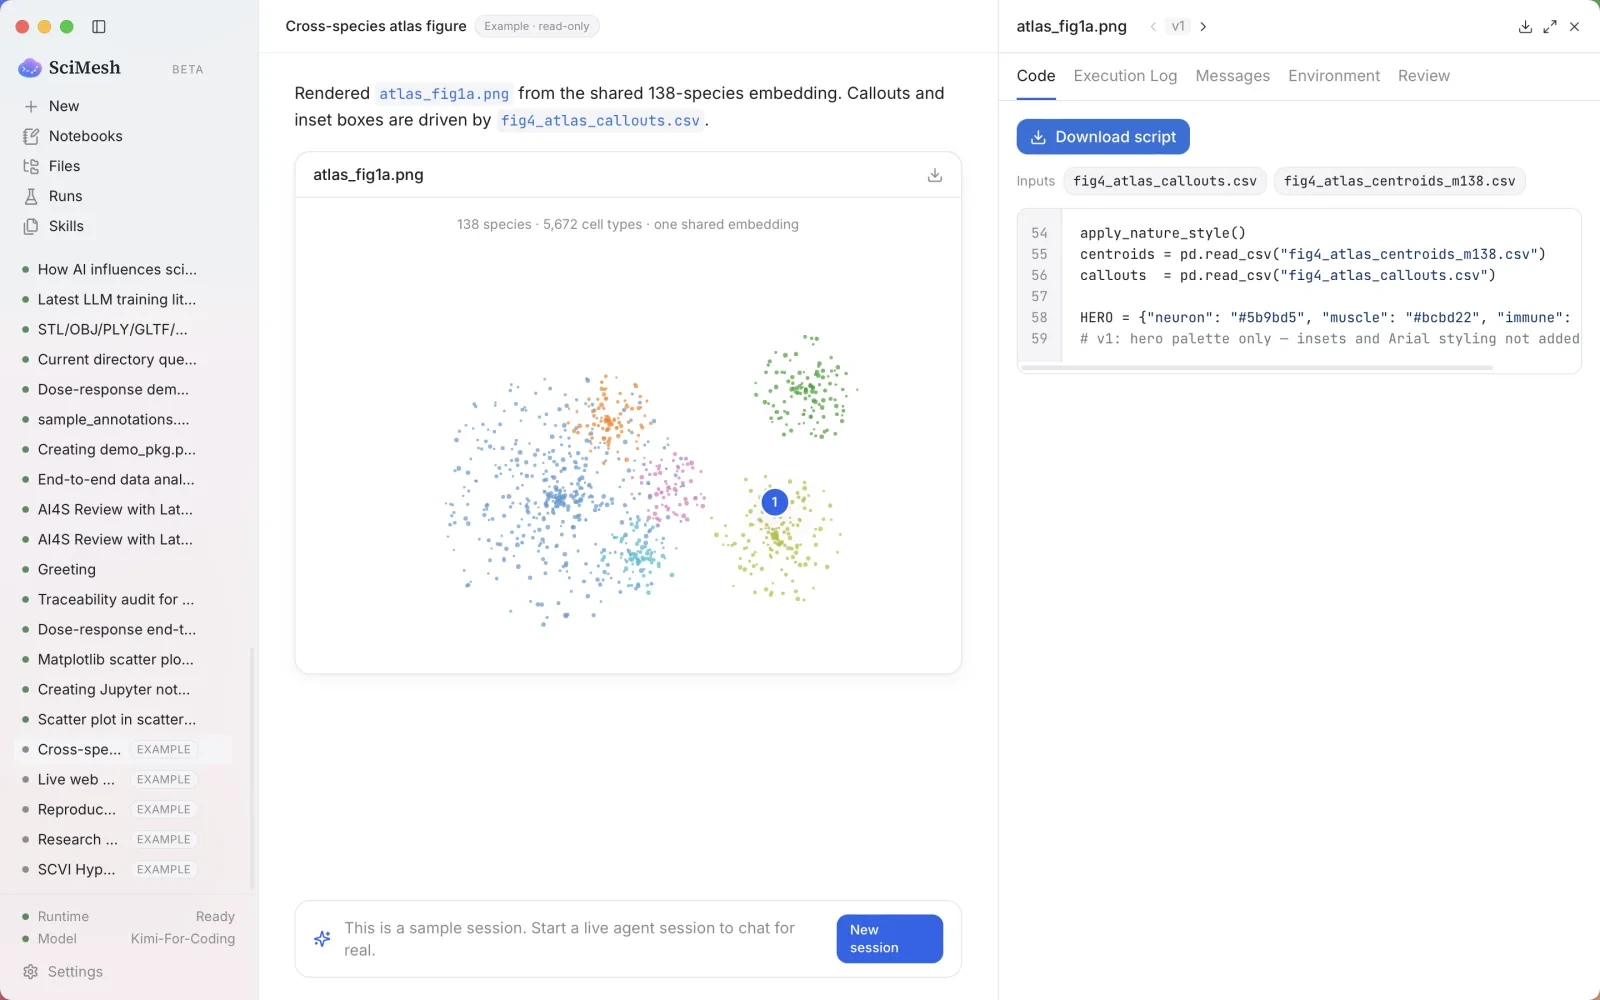 SciMesh
BETA
New
Notebooks
Files
Runs
Skills
How AI influences sci...
Latest LLM training lit...
STL/OBJ/PLY/GLTF/...
Current directory que...
Dose-response dem...
sample_annotations....
Creating demo_pkg.p...
End-to-end data anal...
AI4S Review with Lat...
AI4S Review with Lat...
Greeting
Traceability audit for ...
Dose-response end-t...
Matplotlib scatter plo...
Creating Jupyter not...
Scatter plot in scatter...
Cross-spe... EXAMPLE
Live web ... EXAMPLE
Reproduc... EXAMPLE
Research ... EXAMPLE
SCVI Hyp... EXAMPLE
Runtime Ready
Model Kimi-For-Coding
Settings
Cross-species atlas figure Example · read-only
Rendered atlas_fig1a.png from the shared 138-species embedding. Callouts and
inset boxes are driven by fig4_atlas_callouts.csv.
atlas_fig1a.png
138 species · 5,672 cell types · one shared embedding
1
This is a sample session. Start a live agent session to chat for
real.
New
session
atlas_fig1a.png v1
Code Execution Log Messages Environment Review
Download script
Inputs fig4_atlas_callouts.csv fig4_atlas_centroids_m138.csv
54 apply_nature_style()
55 centroids = pd.read_csv("fig4_atlas_centroids_m138.csv")
56 callouts  = pd.read_csv("fig4_atlas_callouts.csv")
57
58 HERO = {"neuron": "#5b9bd5", "muscle": "#bcbd22", "immune":
59 # v1: hero palette only — insets and Arial styling not added